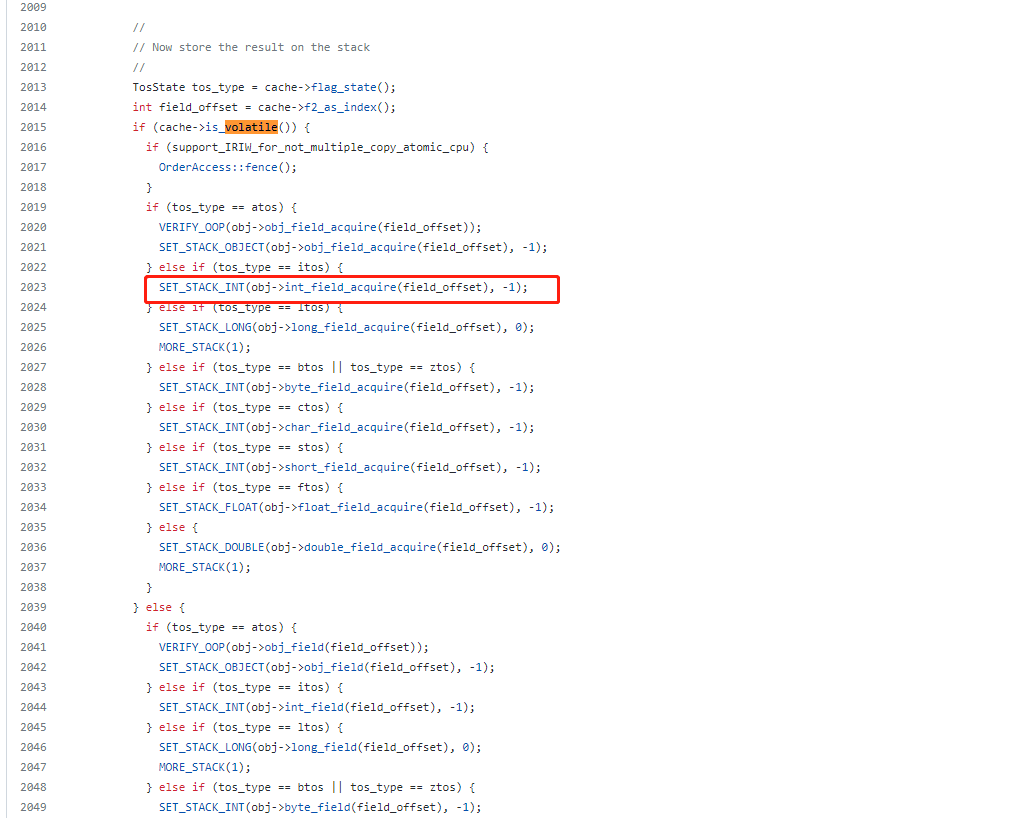 2009
2010 //
2011 // Now store the result on the stack
2012 //
2013 TosState tos_type = cache->flag_state();
2014 int field_offset = cache->f2_as_index();
2015 if (cache->is_volatile()) {
2016 if (support_IRIW_for_not_multiple_copy_atomic_cpu) {
2017 OrderAccess::fence();
2018 }
2019 if (tos_type == atos) {
2020 VERIFY_OOP(obj->obj_field_acquire(field_offset));
2021 SET_STACK_OBJECT(obj->obj_field_acquire(field_offset), -1);
2022 } else if (tos_type == itos) {
2023 SET_STACK_INT(obj->int_field_acquire(field_offset), -1);
2024 } else if (tos_type == ltos) {
2025 SET_STACK_LONG(obj->long_field_acquire(field_offset), 0);
2026 MORE_STACK(1);
2027 } else if (tos_type == btos || tos_type == ztos) {
2028 SET_STACK_INT(obj->byte_field_acquire(field_offset), -1);
2029 } else if (tos_type == ctos) {
2030 SET_STACK_INT(obj->char_field_acquire(field_offset), -1);
2031 } else if (tos_type == stos) {
2032 SET_STACK_INT(obj->short_field_acquire(field_offset), -1);
2033 } else if (tos_type == ftos) {
2034 SET_STACK_FLOAT(obj->float_field_acquire(field_offset), -1);
2035 } else {
2036 SET_STACK_DOUBLE(obj->double_field_acquire(field_offset), 0);
2037 MORE_STACK(1);
2038 }
2039 } else {
2040 if (tos_type == atos) {
2041 VERIFY_OOP(obj->obj_field(field_offset));
2042 SET_STACK_OBJECT(obj->obj_field(field_offset), -1);
2043 } else if (tos_type == itos) {
2044 SET_STACK_INT(obj->int_field(field_offset), -1);
2045 } else if (tos_type == ltos) {
2046 SET_STACK_LONG(obj->long_field(field_offset), 0);
2047 MORE_STACK(1);
2048 } else if (tos_type == btos || tos_type == ztos) {
2049 SET_STACK_INT(obj->byte_field(field_offset), -1);